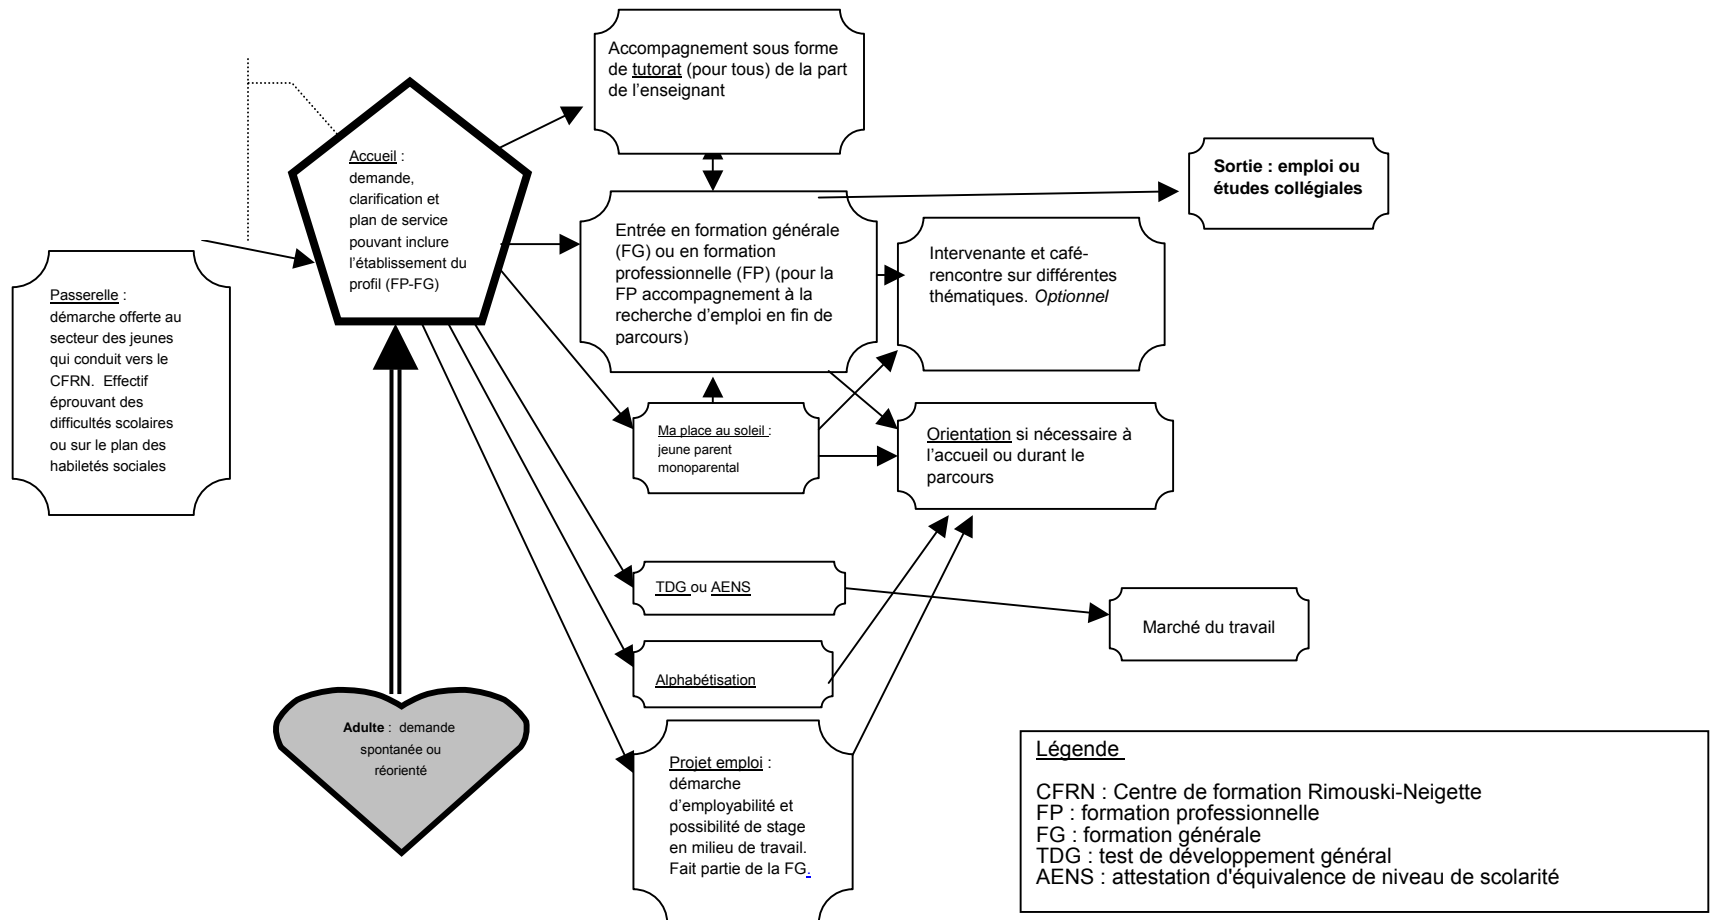 Accompagnement sous forme
de tutorat (pour tous) de la part
de l’enseignant
Accueil :
demande,
clarification et
plan de service
pouvant inclure
l’établissement du
profil (FP-FG)
Sortie : emploi ou
études collégiales
Entrée en formation générale
(FG) ou en formation
professionnelle (FP) (pour la
FP accompagnement à la
recherche d’emploi en fin de
parcours)
Intervenante et café-
rencontre sur différentes
thématiques. Optionnel
Passerelle :
démarche offerte au
secteur des jeunes
qui conduit vers le
CFRN. Effectif
éprouvant des
difficultés scolaires
ou sur le plan des
habiletés sociales
Ma place au soleil :
jeune parent
monoparental
Orientation si nécessaire à
l’accueil ou durant le
parcours
TDG ou AENS
Marché du travail
Alphabétisation
Adulte : demande
spontanée ou
réorienté
Projet emploi :
démarche
d’employabilité et
possibilité de stage
en milieu de travail.
Fait partie de la FG.
Légende
CFRN : Centre de formation Rimouski-Neigette
FP : formation professionnelle
FG : formation générale
TDG : test de développement général
AENS : attestation d'équivalence de niveau de scolarité